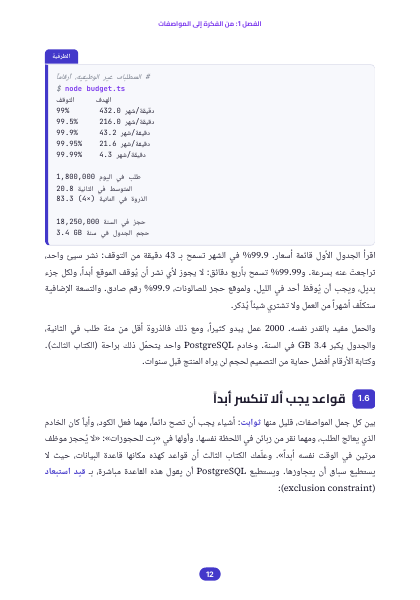 الفصل 1: من الفكرة إلى المواصفات
الطرفية
# المتطلبات غير الوظيفية، أرقاماً
$ node budget.ts
الهدف التوقف
99% 432.0 دقيقة/شهر
99.5% 216.0 دقيقة/شهر
99.9% 43.2 دقيقة/شهر
99.95% 21.6 دقيقة/شهر
99.99% 4.3 دقيقة/شهر
طلب في اليوم 1,800,000
المتوسط في الثانية 20.8
الذروة في الثانية (×4) 83.3
حجز في السنة 18,250,000
حجم الجدول في سنة 3.4 GB
اقرأ الجدول الأول قائمة أسعار. 99.9% في الشهر تسمح بـ 43 دقيقة من التوقف: نشر سيئ واحد،
تراجعتَ عنه بسرعة. و99.99% تسمح بأربع دقائق: لا يجوز لأي نشر أن يُوقف الموقع أبداً، ولكل جزء
بديل، ويجب أن يُوقظ أحد في الليل. ولموقع حجز للصالونات، 99.9% رقم صادق. والتسعة الإضافية
ستكلّف أشهراً من العمل ولا تشتري شيئاً يُذكر.
والحمل مفيد بالقدر نفسه. 2000 عمل يبدو كثيراً، ومع ذلك فالذروة أقل من مئة طلب في الثانية،
والجدول يكبر 3.4 GB في السنة. وخادم PostgreSQL واحد يتحمّل ذلك براحة (الكتاب الثالث).
وكتابة الأرقام أفضل حماية من التصميم لحجم لن يراه المنتج قبل سنوات.
1.6 قواعد يجب ألا تنكسر أبداً
بين كل جمل المواصفات، قليل منها ثوابت: أشياء يجب أن تصح دائماً، مهما فعل الكود، وأياً كان الخادم
الذي يعالج الطلب، ومهما نقر من زبائن في اللحظة نفسها. وأولها في «بِت للحجوزات»: «لا يُحجز موظف
مرتين في الوقت نفسه أبداً». وعلّمك الكتاب الثالث أن قواعد كهذه مكانها قاعدة البيانات، حيث لا
يستطيع سباق أن يتجاوزها. ويستطيع PostgreSQL أن يقول هذه القاعدة مباشرة، بـ قيد استبعاد
(exclusion constraint):
12